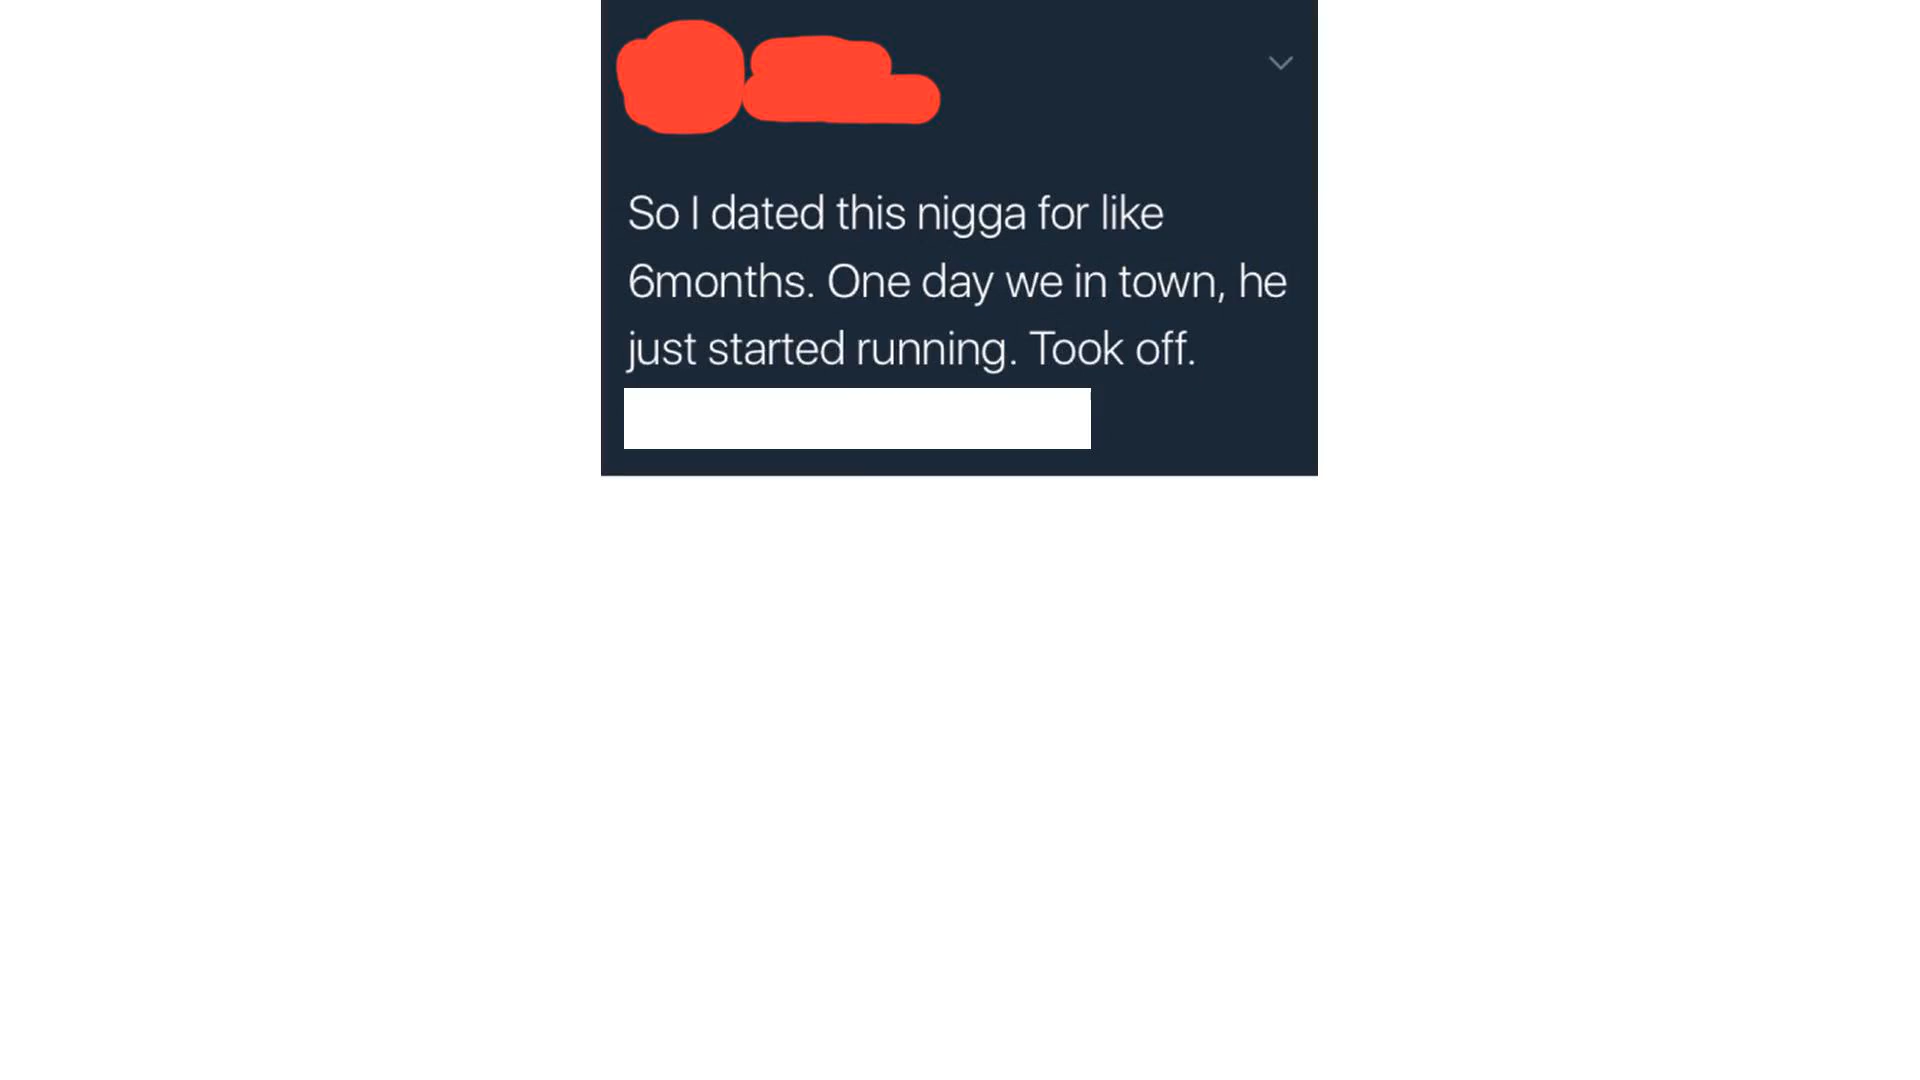 So I dated this nigga for like
6months. One day we in town, he
just started running. Took off.